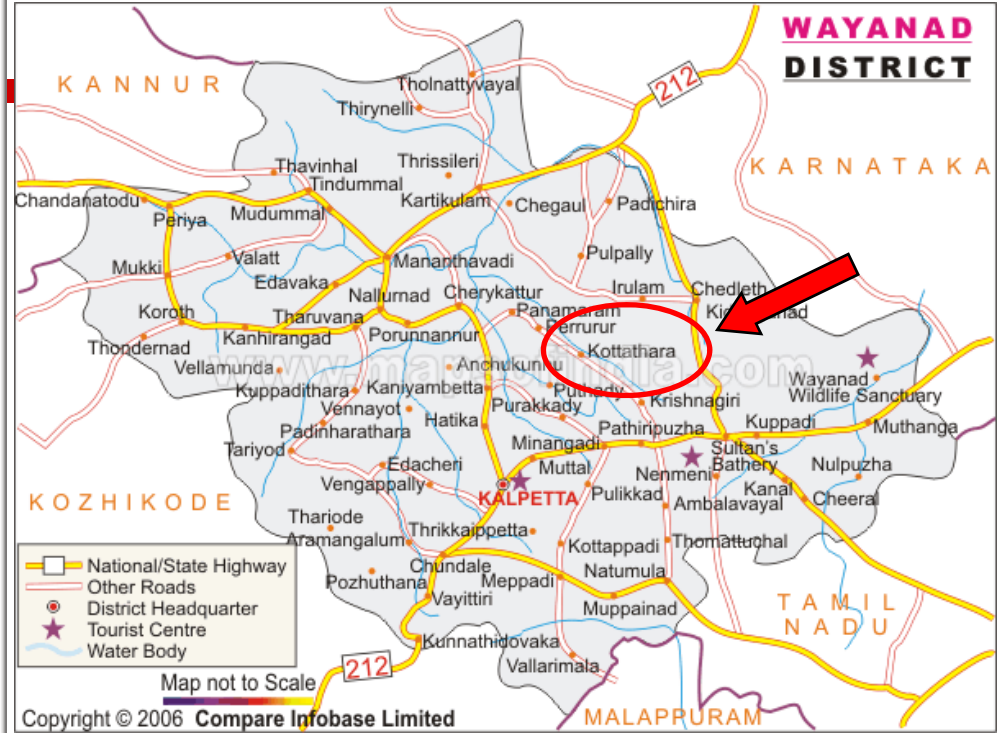 WAYANAD
DISTRICT
KANNUR
Tholnattyvayal
212
Thirynelli
KARNATAKA
Thavinhal
Thrissileri
Tindummal
Chandanatodu
Kartikulam
Chegaul
Padichira
Periya
Mudummal
Pulpally
Mukki
Valatt
Mananthavadi
Edavaka
Irulam
Chedleth
Nallurnad
Cherykattur
Koroth
Tharuvana
Panamaram
Perrurur
Thondernad
Kanhirangad
Porunnannur
Kottathara
Vellamunda
Anchukunnu
Wayanad
Wildlife Sanctuary
Kuppadithara
Kaniyambetta
Puthady
Krishnagiri
Vennayot
Purakkady
Hatika
Padinharathara
Pathiripuzha
Kuppadi
Muthanga
Tariyod
Minangadi
Sultan's
Bathery
Edacheri
Muttal
Nenmeni
Nulpuzha
Vengappally
KALPETTA
Pulikkad
Ambalavayal
Kanal
Cheeral
KOZHIKODE
Thariode
Aramangalum
Thrikkaippetta
Kottappadi
Thomattuchal
National/State Highway
Other Roads
District Headquarter
Tourist Centre
Water Body
Chundale
Pozhuthana
Meppadi
Natumula
Vayittiri
Muppainad
TAMIL
NADU
Kunnathidovaka
Vallarimala
212
Map not to Scale
MALAPPURAM
Copyright © 2006 Compare Infobase Limited